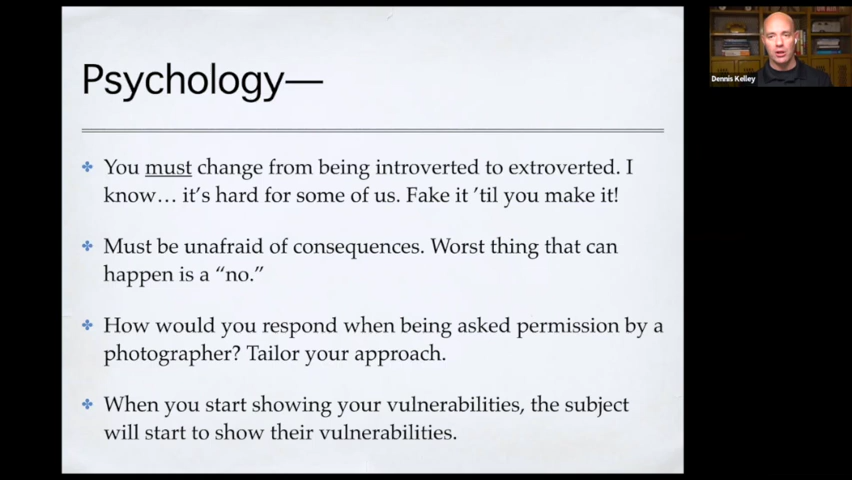 Psychology—
You must change from being introverted to extroverted. I
know… it's hard for some of us. Fake it 'til you make it!
Must be unafraid of consequences. Worst thing that can
happen is a “no.”
How would you respond when being asked permission by a
photographer? Tailor your approach.
When you start showing your vulnerabilities, the subject
will start to show their vulnerabilities.
Dennis Kelley